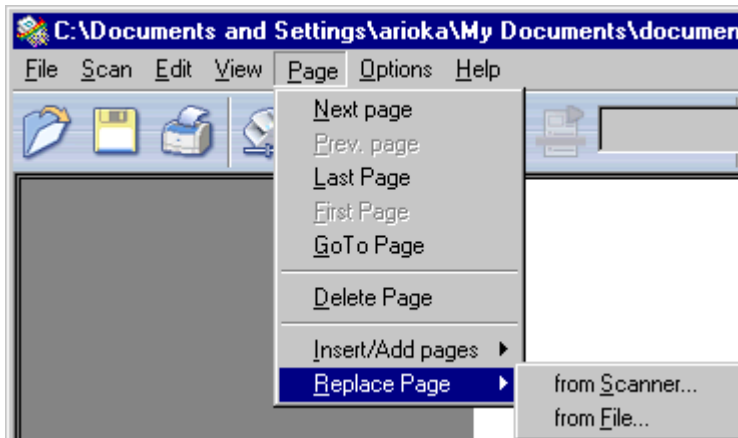 C:\Documents and Settings\arioka\My Documents\documen
File Scan Edit View Page Options Help
Next page
Prev. page
Last Page
First Page
GoTo Page
Delete Page
Insert/Add pages
Replace Page
from Scanner...
from File...